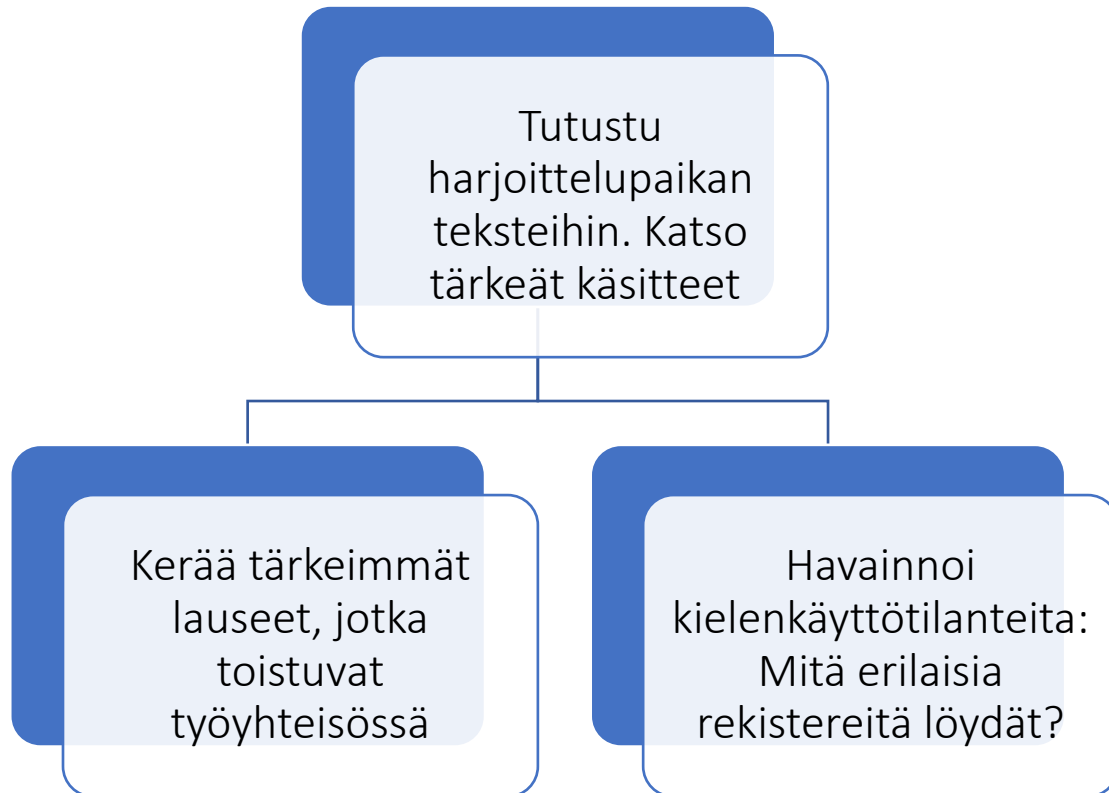 Tutustu
harjoittelupaikan
teksteihin. Katso
tärkeät käsitteet
Kerää tärkeimmät
lauseet, jotka
toistuvat
työyhteisössä
Havainnoi
kielenkäyttötilanteita:
Mitä erilaisia
rekistereitä löydät?